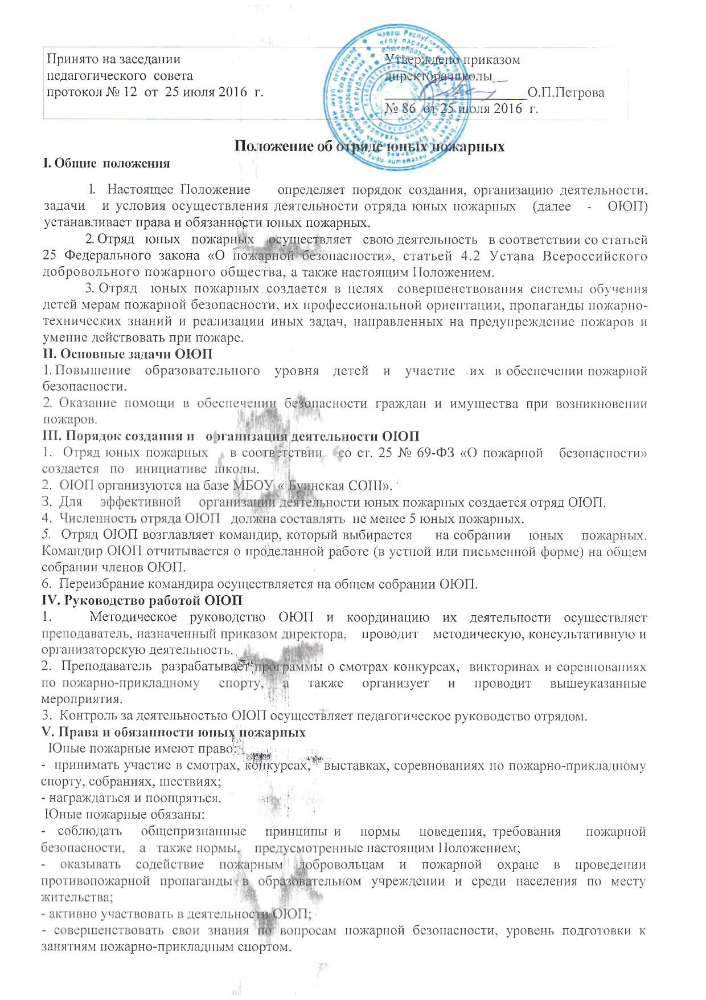 Принято на заседании
педагогического совета
протокол № 12 от 25 июля 2016 г.
Утверждено приказом
директора школы
О.П.Петрова
№ 86 от 25 июля 2016 г.
Положение об отряде юных пожарных
I. Общие положения
1. Настоящее Положение определяет порядок создания, организацию деятельности,
задачи и условия осуществления деятельности отряда юных пожарных (далее - ОЮП)
устанавливает права и обязанности юных пожарных.
2. Отряд юных пожарных осуществляет свою деятельность в соответствии со статьей
25 Федерального закона «О пожарной безопасности», статьей 4.2 Устава Всероссийского
добровольного пожарного общества, а также настоящим Положением.
3. Отряд юных пожарных создается в целях совершенствования системы обучения
детей мерам пожарной безопасности, их профессиональной ориентации, пропаганды пожарно-
технических знаний и реализации иных задач, направленных на предупреждение пожаров и
умение действовать при пожаре.
II. Основные задачи ОЮП
1. Повышение образовательного уровня детей и участие их в обеспечении пожарной
безопасности.
2. Оказание помощи в обеспечении безопасности граждан и имущества при возникновении
пожаров.
III. Порядок создания и организация деятельности ОЮП
1. Отряд юных пожарных в соответствии со ст. 25 № 69-ФЗ «О пожарной безопасности»
создается по инициативе школы.
2. ОЮП организуются на базе МБОУ « Буинская СОШ».
3. Для эффективной организации деятельности юных пожарных создается отряд ОЮП.
4. Численность отряда ОЮП должна составлять не менее 5 юных пожарных.
5. Отряд ОЮП возглавляет командир, который выбирается на собрании юных пожарных.
Командир ОЮП отчитывается о проделанной работе (в устной или письменной форме) на общем
собрании членов ОЮП.
6. Переизбрание командира осуществляется на общем собрании ОЮП.
IV. Руководство работой ОЮП
1. Методическое руководство ОЮП и координацию их деятельности осуществляет
преподаватель, назначенный приказом директора, проводит методическую, консультативную и
организаторскую деятельность.
2. Преподаватель разрабатывает программы о смотрах конкурсах, викторинах и соревнованиях
по пожарно-прикладному спорту, а также организует и проводит вышеуказанные
мероприятия.
3. Контроль за деятельностью ОЮП осуществляет педагогическое руководство отрядом.
V. Права и обязанности юных пожарных
Юные пожарные имеют право:
- принимать участие в смотрах, конкурсах, выставках, соревнованиях по пожарно-прикладному
спорту, собраниях, шествиях;
- награждаться и поощряться.
Юные пожарные обязаны:
- соблюдать общепризнанные принципы и нормы поведения, требования пожарной
безопасности, а также нормы, предусмотренные настоящим Положением;
- оказывать содействие пожарным добровольцам и пожарной охране в проведении
противопожарной пропаганды в образовательном учреждении и среди населения по месту
жительства;
- активно участвовать в деятельности ОЮП;
- совершенствовать свои знания по вопросам пожарной безопасности, уровень подготовки к
занятиям пожарно-прикладным спортом.